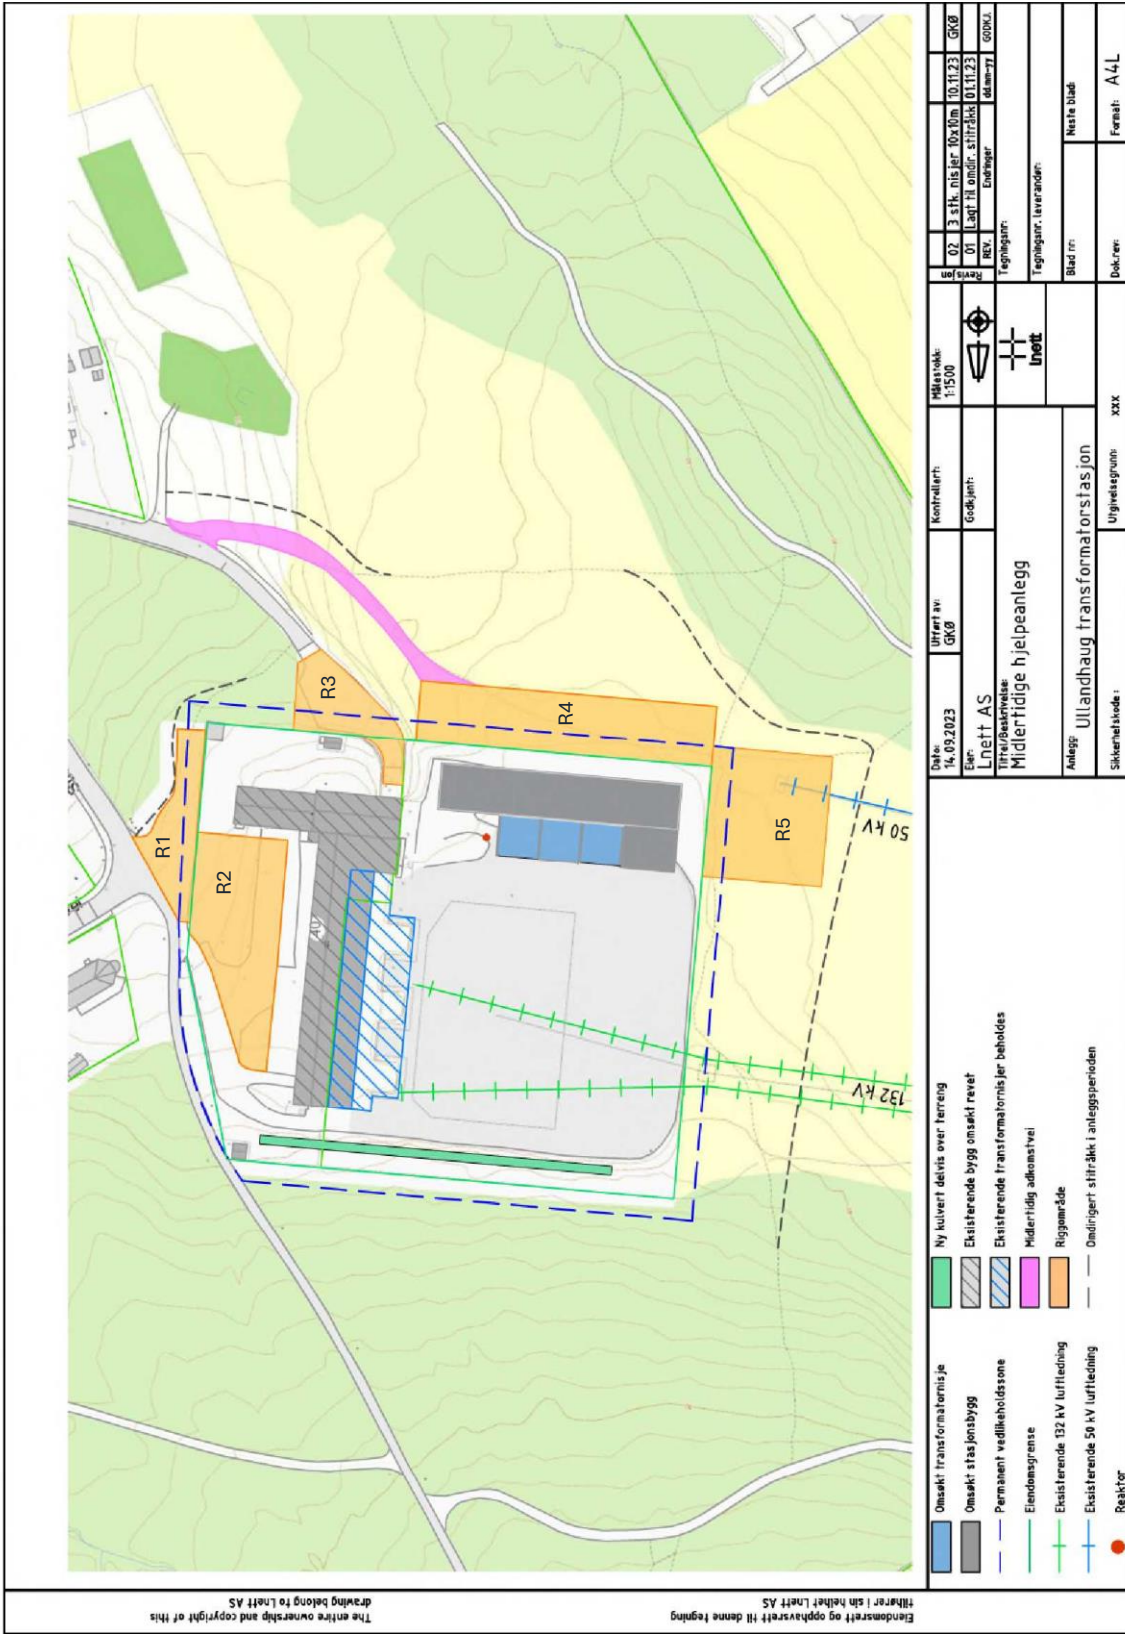 R1
R2
R3
R4
R5
50 kV
132 kV
Omsøkt transformatornisje
Omsøkt stasjonsbygg
Permanent vedlikeholdssone
Eiendomsgrense
Eksisterende 132 kV luftledning
Eksisterende 50 kV luftledning
Reaktor
Ny kulvert delvis over terreng
Eksisterende bygg omsøkt revet
Eksisterende transformatornisjer beholdes
Midlertidig adkomstvei
Riggområde
Omdirigert stitråkk i anleggsperioden
Dato:
14.09.2023
Utført av:
GKØ
Kontrollert:
Målestokk:
1:1500
Eier:
Lnett AS
Godkjent:
Tittel/Beskrivelse:
Midlertidige hjelpeanlegg
Lnett
Anlegg:
Ullandhaug transformatorstasjon
Sikkerhetskode :
Utgivelsegrunn:
XXX
Revisjon
02 3 stk. nisjer 10x10m 10.11.23 GKØ
01 Lagt til omdir. stitråkk 01.11.23
REV. Endringer dd.mm-yy GODKJ.
Tegningsnr:
Tegningsnr. leverandør:
Blad nr:
Neste blad:
Dok.rev:
Format: A4L
The entire ownership and copyright of this
drawing belong to Lnett AS
Eiendomsrett og opphavsrett til denne tegning
tilhører i sin helhet Lnett AS